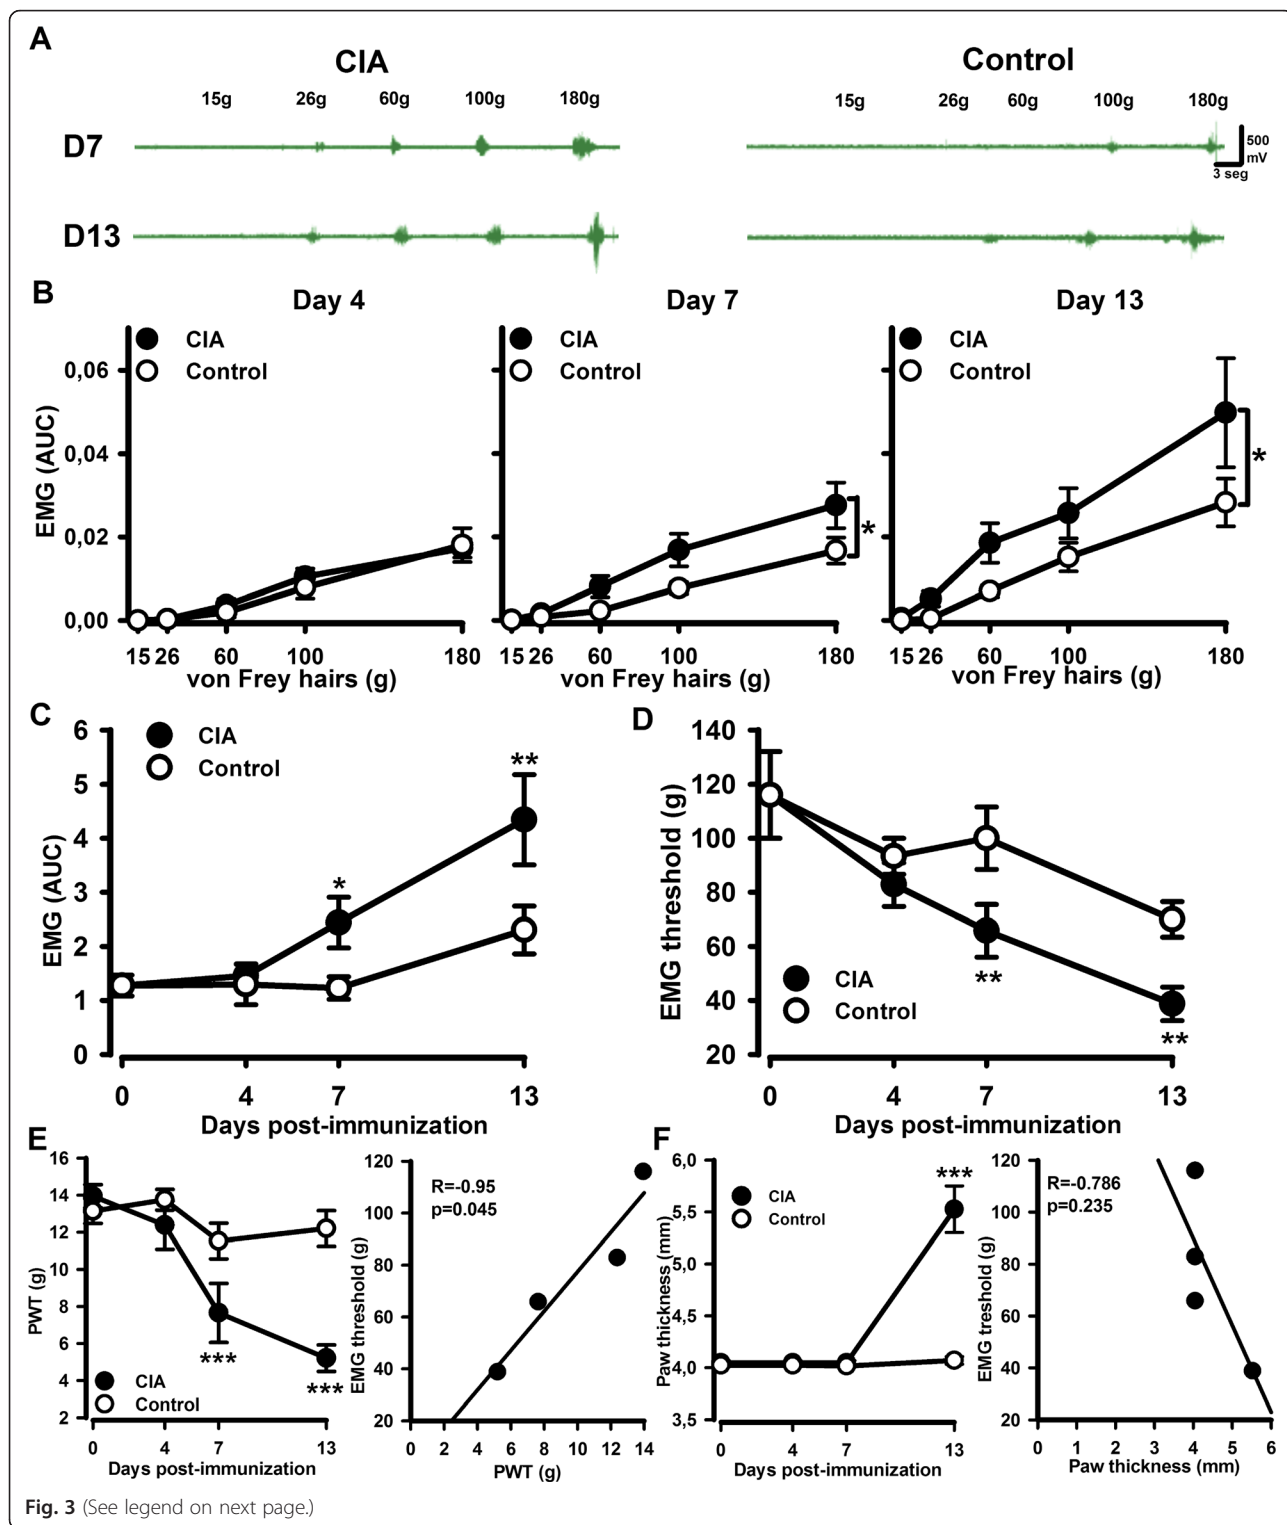 A
CIA
Control
15g 26g 60g 100g 180g
15g 26g 60g 100g 180g
D7
500
mV
3 seg
D13
B
Day 4
Day 7
Day 13
CIA
Control
CIA
Control
CIA
Control
EMG (AUC)
0,06
0,04
0,02
0,00
*
*
15 26 60 100 180
15 26 60 100 180
15 26 60 100 180
von Frey hairs (g)
von Frey hairs (g)
von Frey hairs (g)
C
CIA
Control
EMG (AUC)
6
5
4
3
2
1
0
*
**
0 4 7 13
Days post-immunization
D
EMG threshold (g)
140
120
100
80
60
40
20
CIA
Control
**
**
0 4 7 13
Days post-immunization
E
PWT (g)
16
14
12
10
8
6
4
2
***
***
CIA
Control
0 4 7 13
Days post-immunization
EMG threshold (g)
120
100
80
60
40
20
R=-0.95
p=0.045
0 2 4 6 8 10 12 14
PWT (g)
F
Paw thickness (mm)
6,0
5,5
5,0
4,5
4,0
3,5
CIA
Control
***
0 4 7 13
Days post-immunization
EMG treshold (g)
120
100
80
60
40
20
R=-0.786
p=0.235
0 1 2 3 4 5 6
Paw thickness (mm)
Fig. 3 (See legend on next page.)